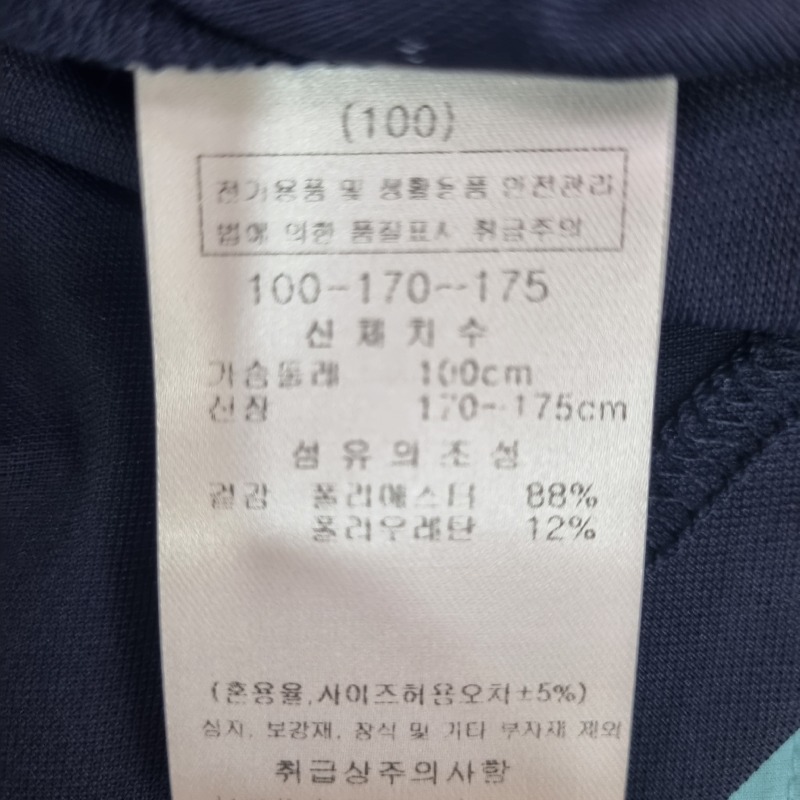 (100)
전기용품 및 생활용품 안전관리
법에 의한 품질표시 취급주의
100-170~175
신체치수
가슴둘레 100cm
신장 170~175cm
섬유의조성
겉감 폴리에스터 88%
폴리우레탄 12%
(혼용율,사이즈허용오차±5%)
심지, 보강재, 장식 및 기타 부자재 제외
취급상주의사항